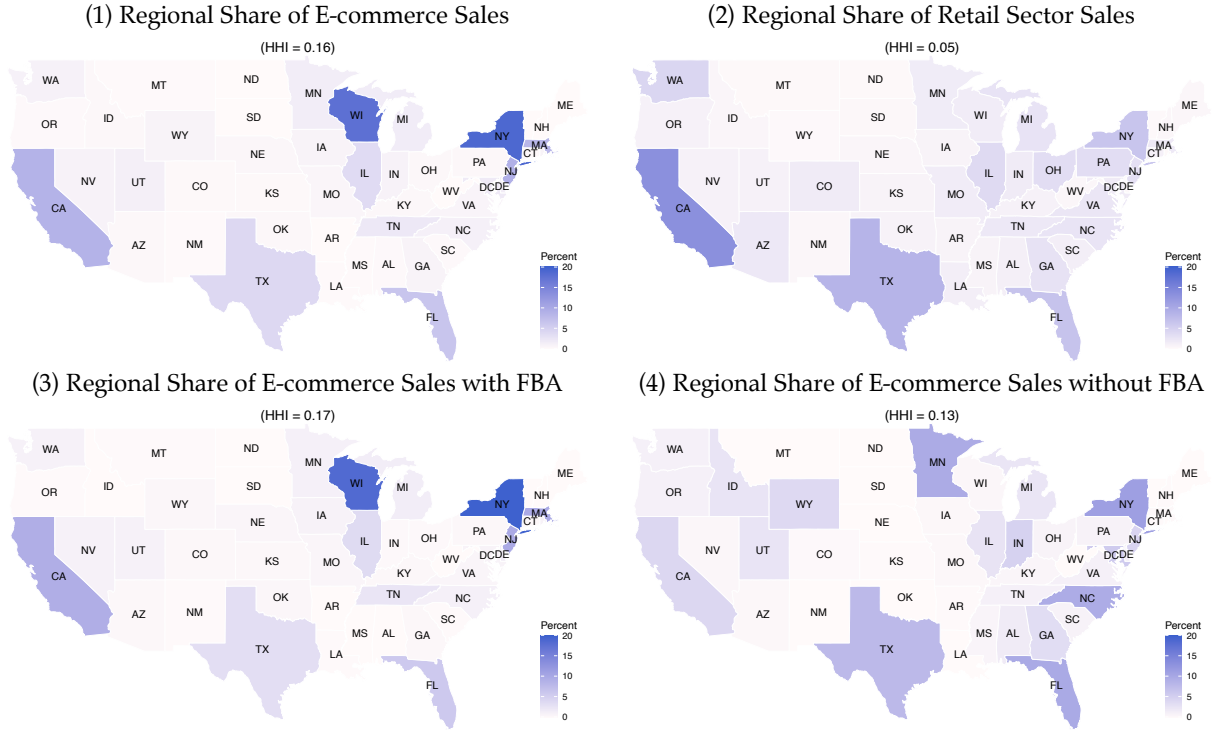 (1) Regional Share of E-commerce Sales
(HHI = 0.16)
WA
MT
ND
MN
WI
MI
ME
OR
ID
WY
SD
NY
NH
MA
CT
NV
UT
CO
NE
IA
IL
IN
OH
PA
NJ
CA
KS
MO
KY
WV
DC
DE
VA
AZ
NM
OK
AR
TN
NC
SC
TX
LA
MS
AL
GA
FL
Percent
20
15
10
5
0
(2) Regional Share of Retail Sector Sales
(HHI = 0.05)
WA
MT
ND
MN
WI
MI
ME
OR
ID
WY
SD
NY
NH
MA
CT
NV
UT
CO
NE
IA
IL
IN
OH
PA
NJ
CA
KS
MO
KY
WV
DC
DE
VA
AZ
NM
OK
AR
TN
NC
SC
TX
LA
MS
AL
GA
FL
Percent
20
15
10
5
0
(3) Regional Share of E-commerce Sales with FBA
(HHI = 0.17)
WA
MT
ND
MN
WI
MI
ME
OR
ID
WY
SD
NY
NH
MA
CT
NV
UT
CO
NE
IA
IL
IN
OH
PA
NJ
CA
KS
MO
KY
WV
DC
DE
VA
AZ
NM
OK
AR
TN
NC
SC
TX
LA
MS
AL
GA
FL
Percent
20
15
10
5
0
(4) Regional Share of E-commerce Sales without FBA
(HHI = 0.13)
WA
MT
ND
MN
WI
MI
ME
OR
ID
WY
SD
NY
NH
MA
CT
NV
UT
CO
NE
IA
IL
IN
OH
PA
NJ
CA
KS
MO
KY
WV
DC
DE
VA
AZ
NM
OK
AR
TN
NC
SC
TX
LA
MS
AL
GA
FL
Percent
20
15
10
5
0